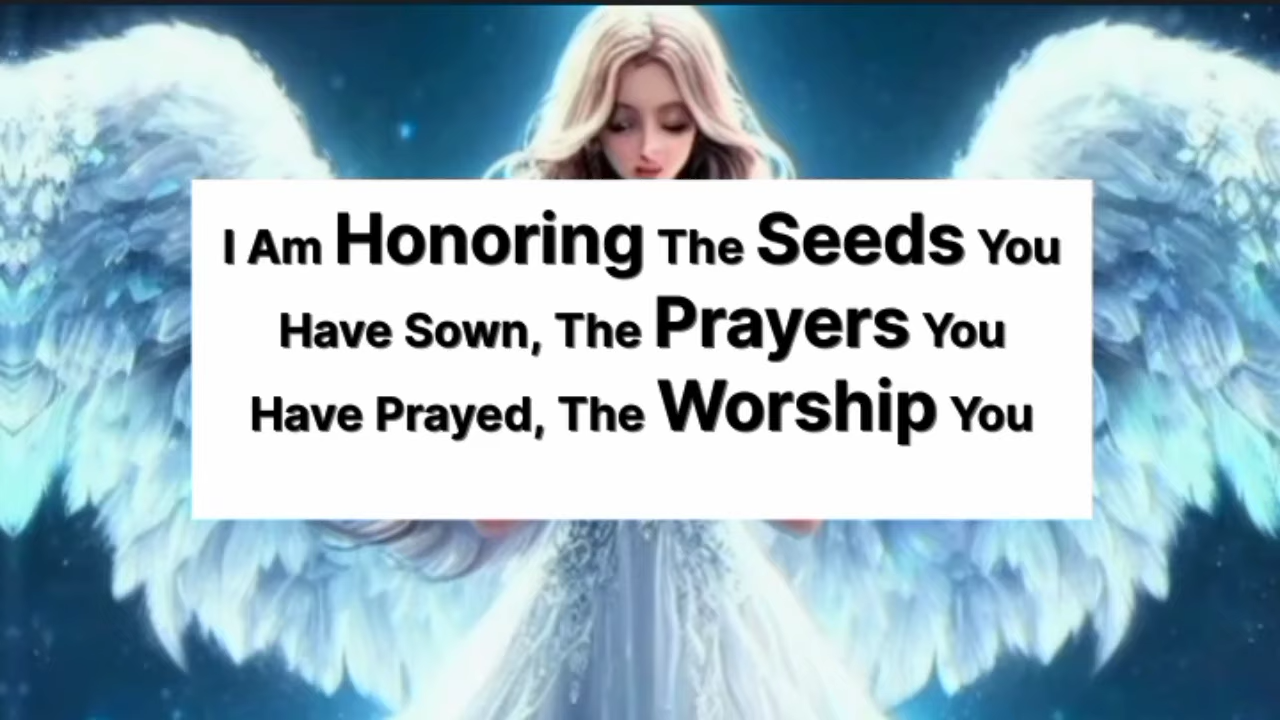 I Am Honoring The Seeds You
Have Sown, The Prayers You
Have Prayed, The Worship You